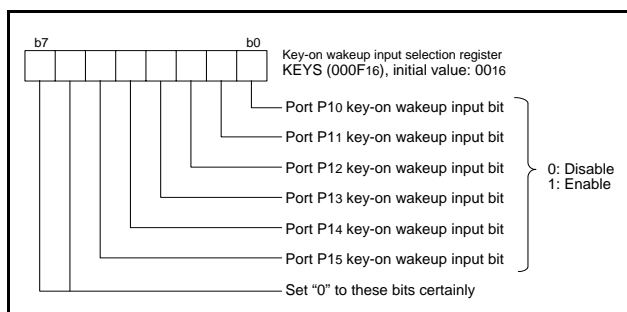 b7 b0
Key-on wakeup input selection register
KEYS (000F16), initial value: 0016
Port P10 key-on wakeup input bit
Port P11 key-on wakeup input bit
Port P12 key-on wakeup input bit
Port P13 key-on wakeup input bit
Port P14 key-on wakeup input bit
Port P15 key-on wakeup input bit
0: Disable
1: Enable
Set “0” to these bits certainly